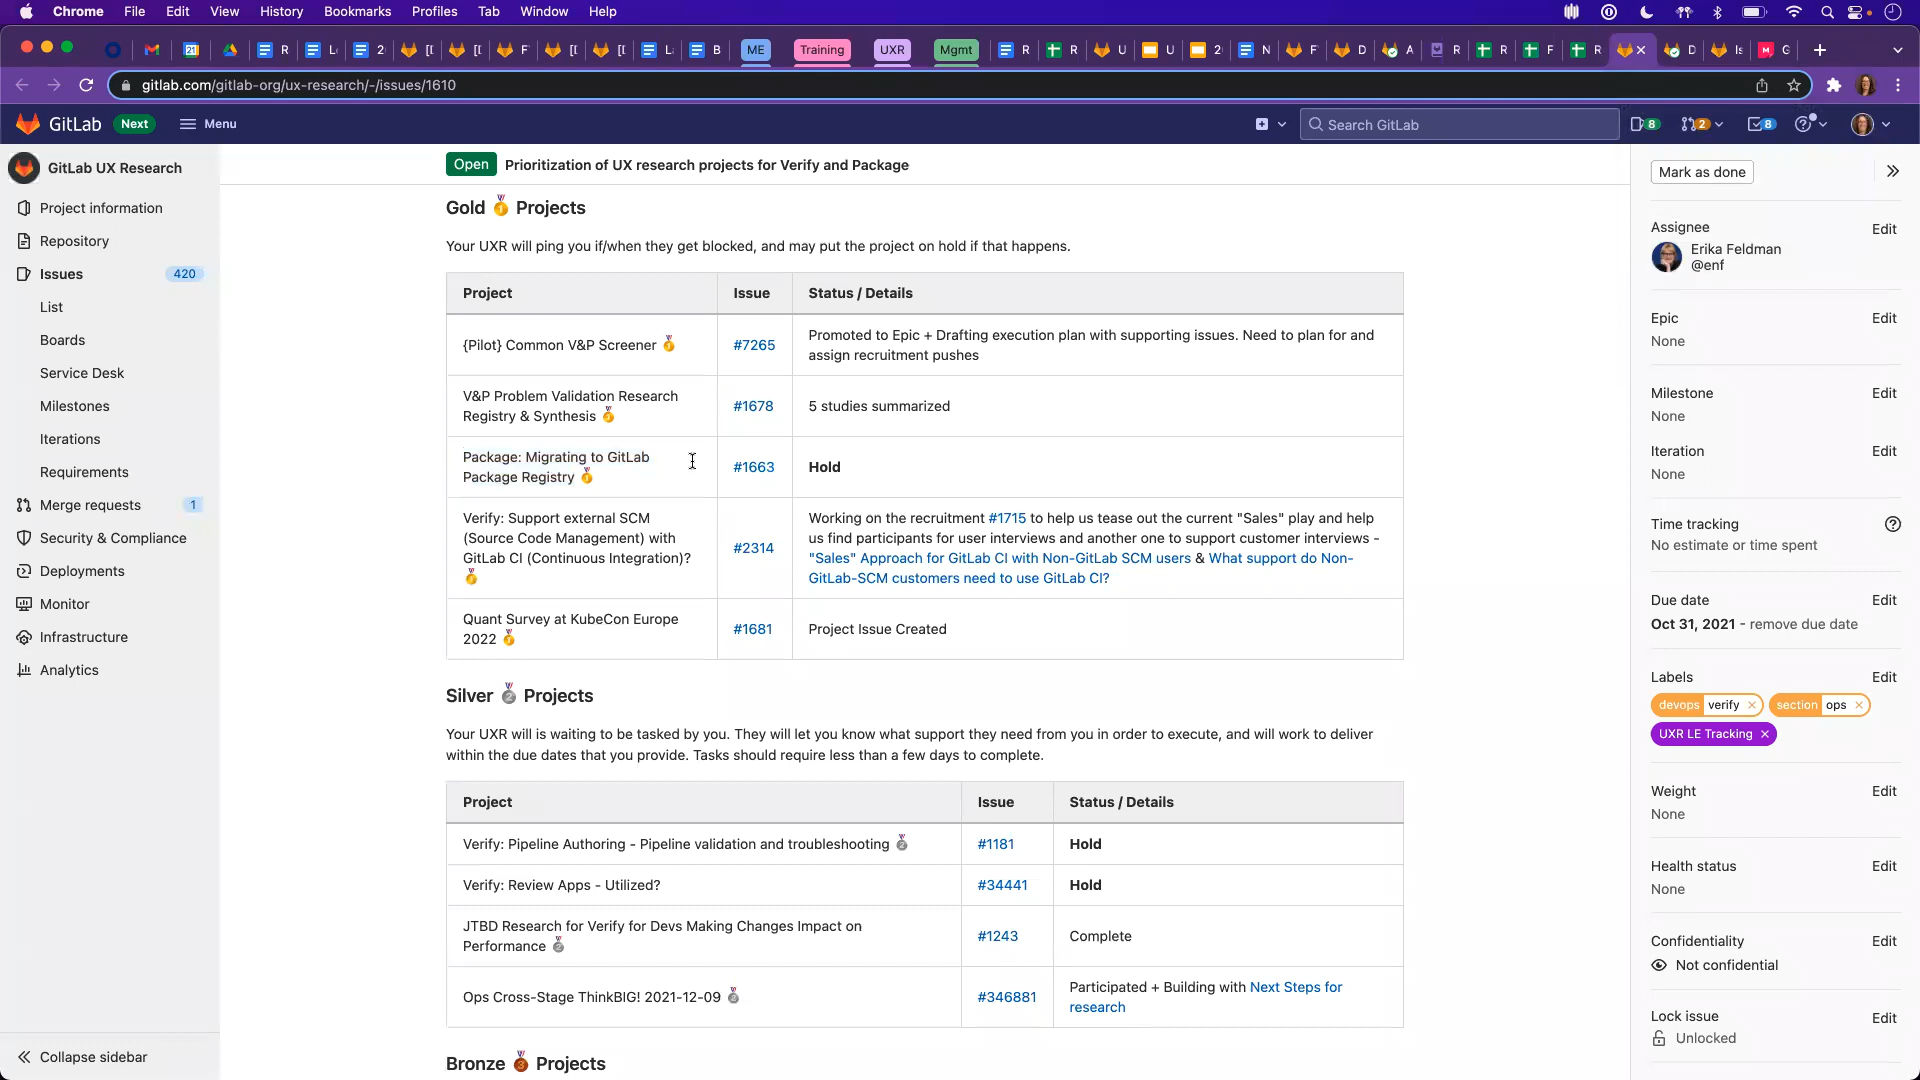 Chrome File Edit View History Bookmarks Profiles Tab Window Help
ME Training UXR Mgmt
gitlab.com/gitlab-org/ux-research/-/issues/1610
GitLab Next Menu Search GitLab 8 2 8
GitLab UX Research
Project information
Repository
Issues 420
List
Boards
Service Desk
Milestones
Iterations
Requirements
Merge requests 1
Security & Compliance
Deployments
Monitor
Infrastructure
Analytics
Collapse sidebar
Open Prioritization of UX research projects for Verify and Package
Gold 🥇 Projects
Your UXR will ping you if/when they get blocked, and may put the project on hold if that happens.
Project Issue Status / Details
{Pilot} Common V&P Screener 🥇 #7265 Promoted to Epic + Drafting execution plan with supporting issues. Need to plan for and
assign recruitment pushes
V&P Problem Validation Research
Registry & Synthesis 🥇 #1678 5 studies summarized
Package: Migrating to GitLab
Package Registry 🥇 #1663 Hold
Verify: Support external SCM
(Source Code Management) with
GitLab CI (Continuous Integration)?
🥇 #2314
Working on the recruitment #1715 to help us tease out the current "Sales" play and help
us find participants for user interviews and another one to support customer interviews -
"Sales" Approach for GitLab CI with Non-GitLab SCM users & What support do Non-
GitLab-SCM customers need to use GitLab CI?
Quant Survey at KubeCon Europe
2022 🥇 #1681 Project Issue Created
Silver 🥈 Projects
Your UXR will is waiting to be tasked by you. They will let you know what support they need from you in order to execute, and will work to deliver
within the due dates that you provide. Tasks should require less than a few days to complete.
Project Issue Status / Details
Verify: Pipeline Authoring - Pipeline validation and troubleshooting 🥈 #1181 Hold
Verify: Review Apps - Utilized? #34441 Hold
JTBD Research for Verify for Devs Making Changes Impact on
Performance 🥈 #1243 Complete
Ops Cross-Stage ThinkBIG! 2021-12-09 🥈 #346881 Participated + Building with Next Steps for
research
Bronze 🥉 Projects
Mark as done
Assignee Edit
Erika Feldman
@enf
Epic Edit
None
Milestone Edit
None
Iteration Edit
None
Time tracking
No estimate or time spent
Due date Edit
Oct 31, 2021 - remove due date
Labels Edit
devops verify × section ops ×
UXR LE Tracking ×
Weight Edit
None
Health status Edit
None
Confidentiality Edit
Not confidential
Lock issue Edit
Unlocked